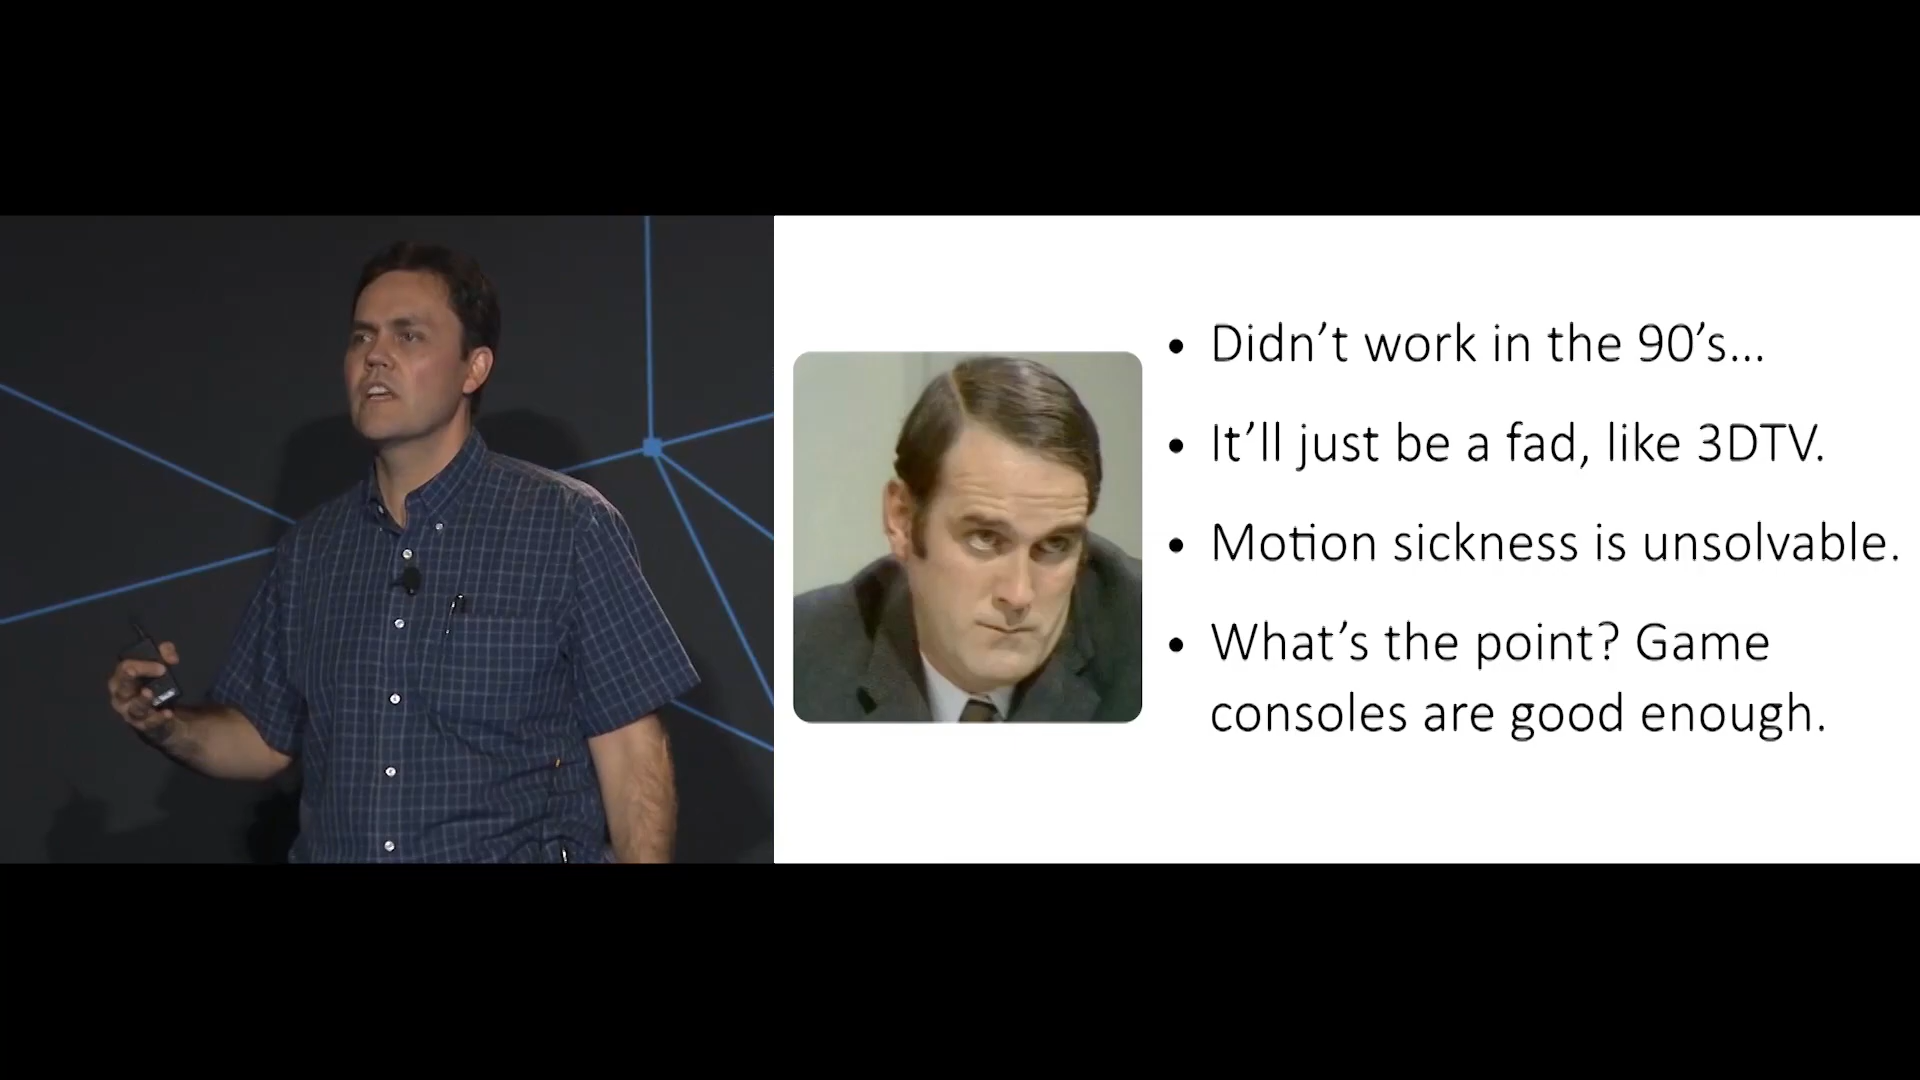 Didn’t work in the 90’s...
It’ll just be a fad, like 3DTV.
Motion sickness is unsolvable.
What’s the point? Game
consoles are good enough.